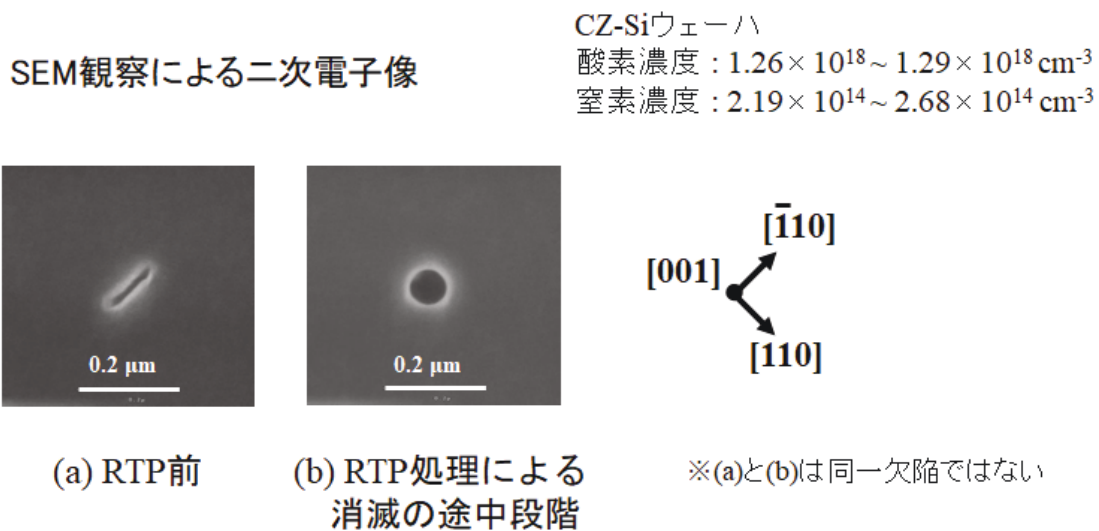 SEM観察による二次電子像
CZ-Siウェーハ
酸素濃度：1.26× 10¹⁸ ~ 1.29× 10¹⁸ cm⁻³
窒素濃度：2.19× 10¹⁴ ~ 2.68× 10¹⁴ cm⁻³
0.2 μm
0.2 μm
[1̅10]
[001]
[110]
(a) RTP前
(b) RTP処理による
消滅の途中段階
※(a)と(b)は同一欠陥ではない